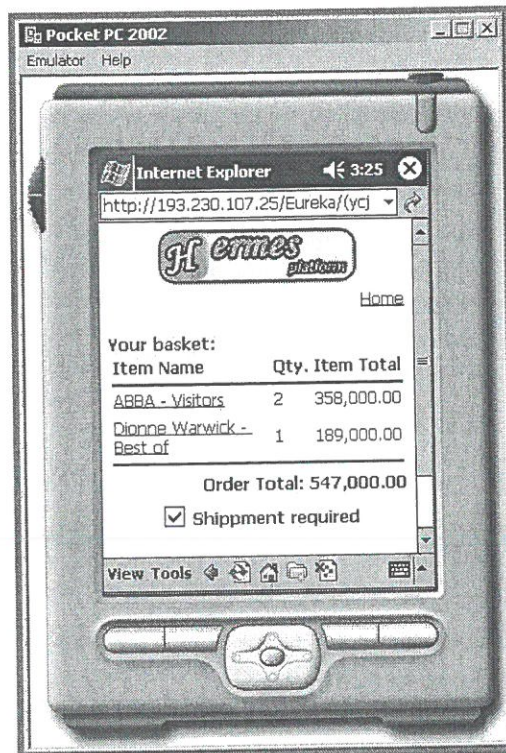 Pocket PC 2002
Emulator Help
Internet Explorer 3:25
http://193.230.107.25/Eureka/(ycj
Hermes
platform
Home
Your basket:
Item Name Qty. Item Total
ABBA - Visitors 2 358,000.00
Dionne Warwick - 1 189,000.00
Best of
Order Total: 547,000.00
Shippment required
View Tools